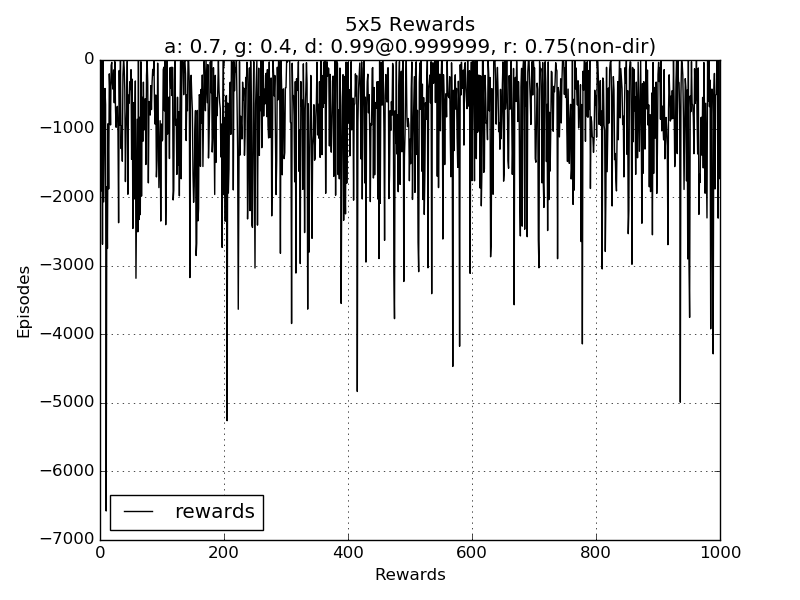 5x5 Rewards
a: 0.7, g: 0.4, d: 0.99@0.999999, r: 0.75(non-dir)
0
−1000
−2000
−3000
−4000
−5000
−6000
−7000
Episodes
rewards
0 200 400 600 800 1000
Rewards